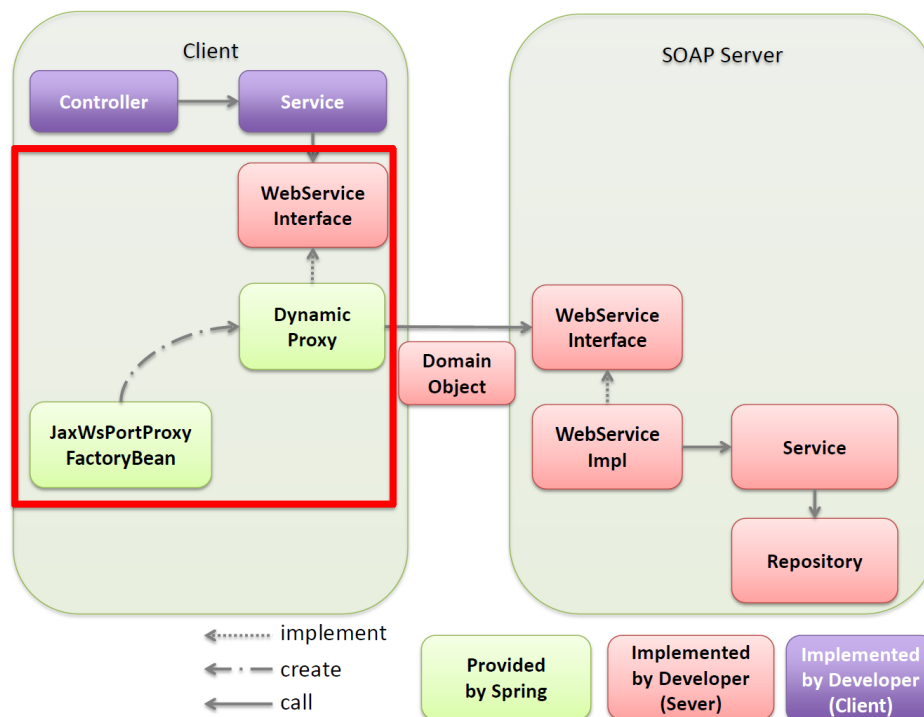 Client
SOAP Server
Controller
Service
WebService
Interface
Dynamic
Proxy
WebService
Interface
Domain
Object
JaxWsPortProxy
FactoryBean
WebService
Impl
Service
Repository
implement
create
call
Provided
by Spring
Implemented
by Developer
(Sever)
Implemented
by Developer
(Client)